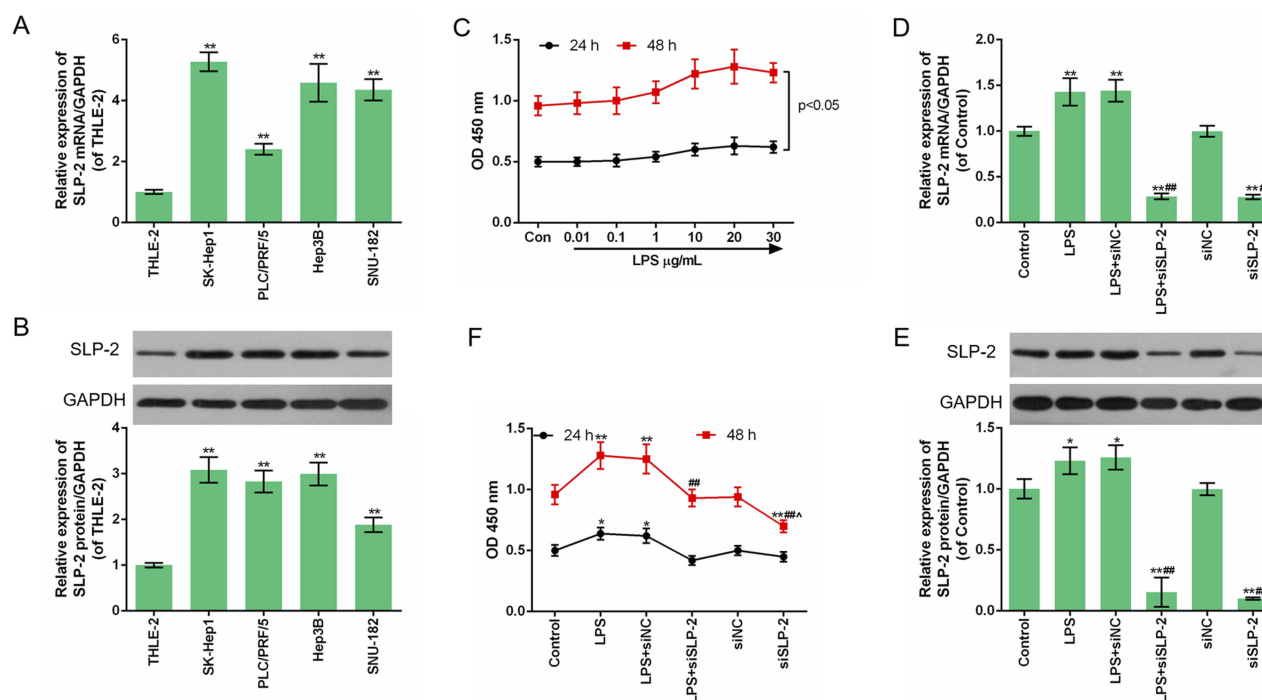 A
Relative expression of
SLP-2 mRNA/GAPDH
(of THLE-2)
6
4
2
0
**
**
**
**
THLE-2
SK-Hep1
PLC/PRF/5
Hep3B
SNU-182
B
SLP-2
GAPDH
Relative expression of
SLP-2 protein/GAPDH
(of THLE-2)
4
3
2
1
0
**
**
**
**
THLE-2
SK-Hep1
PLC/PRF/5
Hep3B
SNU-182
C
24 h
48 h
OD 450 nm
1.5
1.0
0.5
0.0
p<0.05
Con 0.01 0.1 1 10 20 30
LPS μg/mL
F
24 h
48 h
OD 450 nm
1.5
1.0
0.5
0.0
** ** ## **##^
* *
Control
LPS
LPS+siNC
LPS+siSLP-2
siNC
siSLP-2
D
Relative expression of
SLP-2 mRNA/GAPDH
(of Control)
2.0
1.5
1.0
0.5
0.0
** ** **## **#
Control
LPS
LPS+siNC
LPS+siSLP-2
siNC
siSLP-2
E
SLP-2
GAPDH
Relative expression of
SLP-2 protein/GAPDH
(of Control)
1.5
1.0
0.5
0.0
* * **## **#
Control
LPS
LPS+siNC
LPS+siSLP-2
siNC
siSLP-2